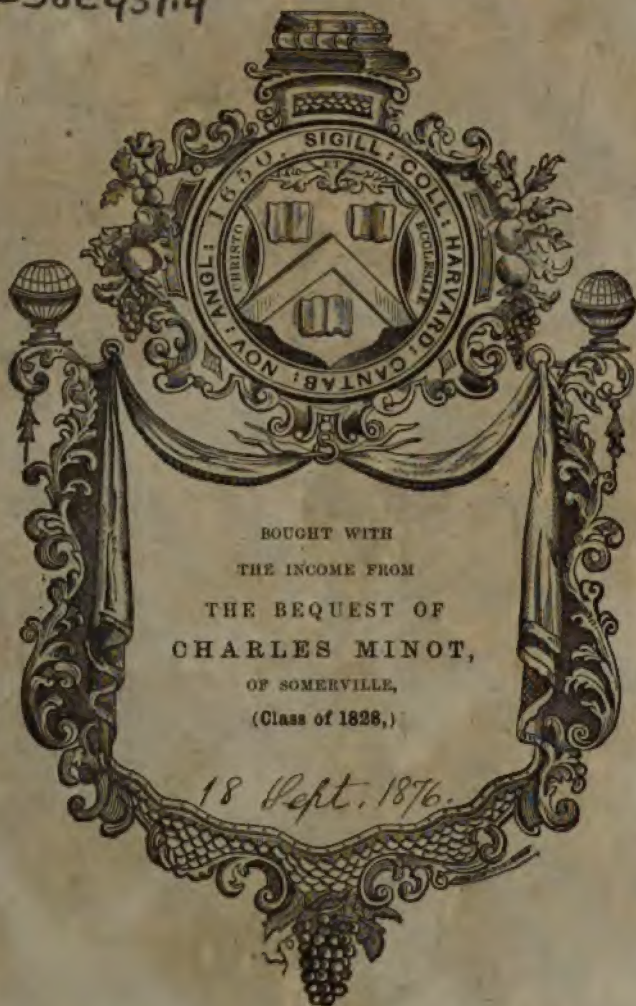 SIGILL: COLL: HARVARD: CANTAB: NOV: ANGL: 1650.
ET
CHRISTO
ECCLESIAE
BOUGHT WITH
THE INCOME FROM
THE BEQUEST OF
CHARLES MINOT,
OF SOMERVILLE,
(Class of 1828,)
18 Sept. 1876.